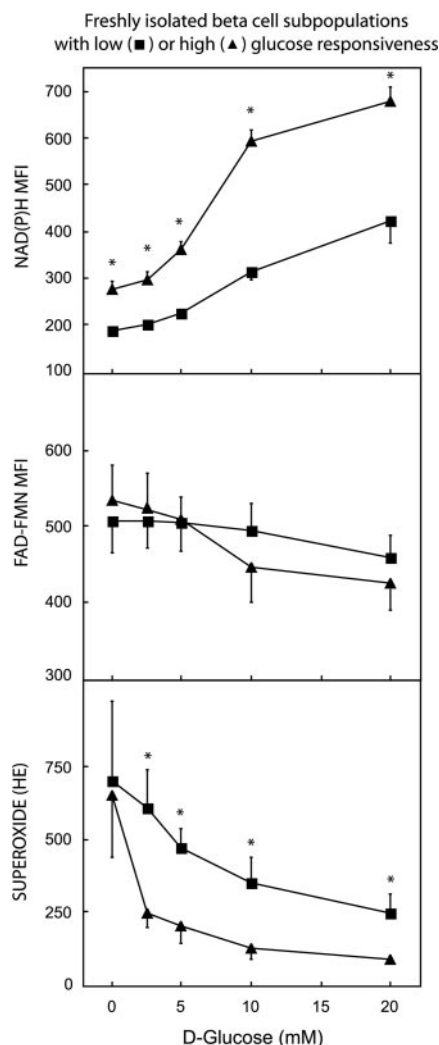 Freshly isolated beta cell subpopulations
with low (■) or high (▲) glucose responsiveness
NAD(P)H MFI
700
600
500
400
300
200
100
* * * * *
FAD-FMN MFI
600
500
400
300
SUPEROXIDE (HE)
750
500
250
0
* * * *
0 5 10 15 20
D-Glucose (mM)